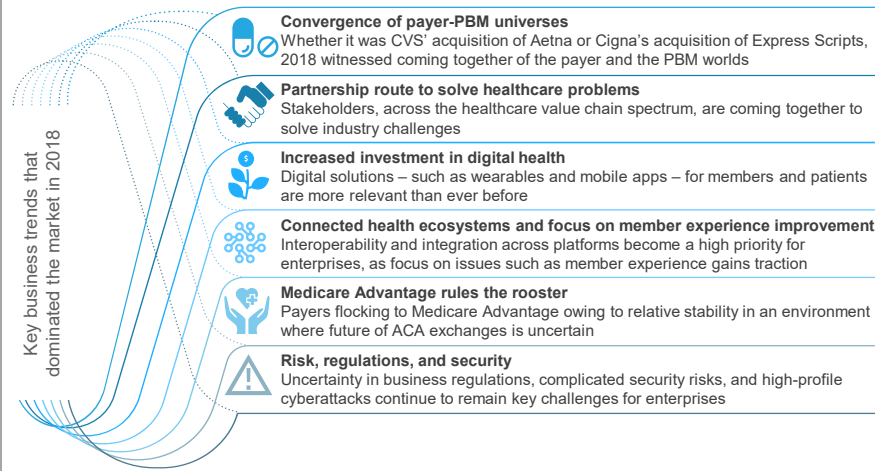 Key business trends that
dominated the market in 2018
Convergence of payer-PBM universes
Whether it was CVS’ acquisition of Aetna or Cigna’s acquisition of Express Scripts,
2018 witnessed coming together of the payer and the PBM worlds
Partnership route to solve healthcare problems
Stakeholders, across the healthcare value chain spectrum, are coming together to
solve industry challenges
$
Increased investment in digital health
Digital solutions – such as wearables and mobile apps – for members and patients
are more relevant than ever before
Connected health ecosystems and focus on member experience improvement
Interoperability and integration across platforms become a high priority for
enterprises, as focus on issues such as member experience gains traction
Medicare Advantage rules the rooster
Payers flocking to Medicare Advantage owing to relative stability in an environment
where future of ACA exchanges is uncertain
Risk, regulations, and security
Uncertainty in business regulations, complicated security risks, and high-profile
cyberattacks continue to remain key challenges for enterprises